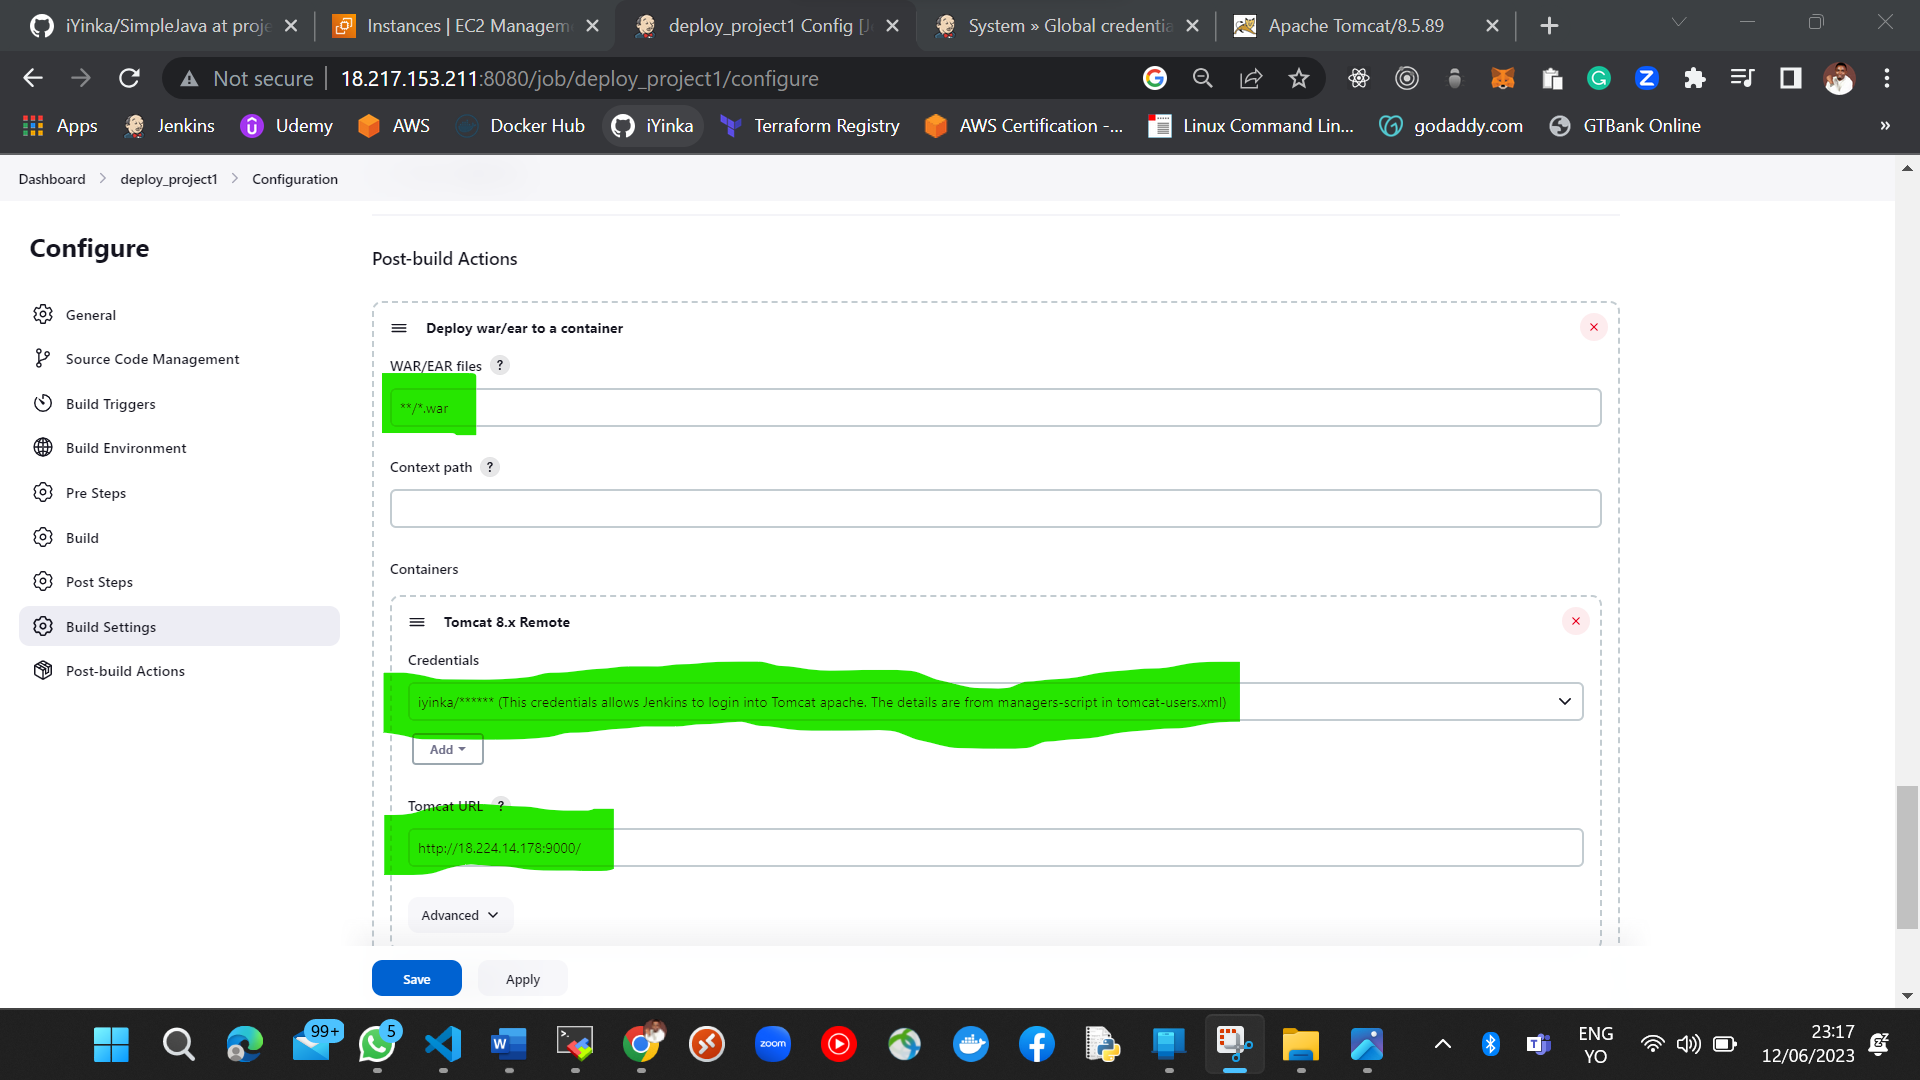 iYinka/SimpleJava at proje
Instances | EC2 Managem
deploy_project1 Config [J
System » Global credentia
Apache Tomcat/8.5.89
Not secure
18.217.153.211:8080/job/deploy_project1/configure
Apps
Jenkins
Udemy
AWS
Docker Hub
iYinka
Terraform Registry
AWS Certification -...
Linux Command Lin...
godaddy.com
GTBank Online
»
Dashboard
deploy_project1
Configuration
Configure
General
Source Code Management
Build Triggers
Build Environment
Pre Steps
Build
Post Steps
Build Settings
Post-build Actions
Post-build Actions
Deploy war/ear to a container
WAR/EAR files ?
**/*.war
Context path ?
Containers
Tomcat 8.x Remote
Credentials
iyinka/****** (This credentials allows Jenkins to login into Tomcat apache. The details are from managers-script in tomcat-users.xml)
Add
Tomcat URL ?
http://18.224.14.178:9000/
Advanced
Save
Apply
99+
5
zoom
ENG
YO
23:17
12/06/2023